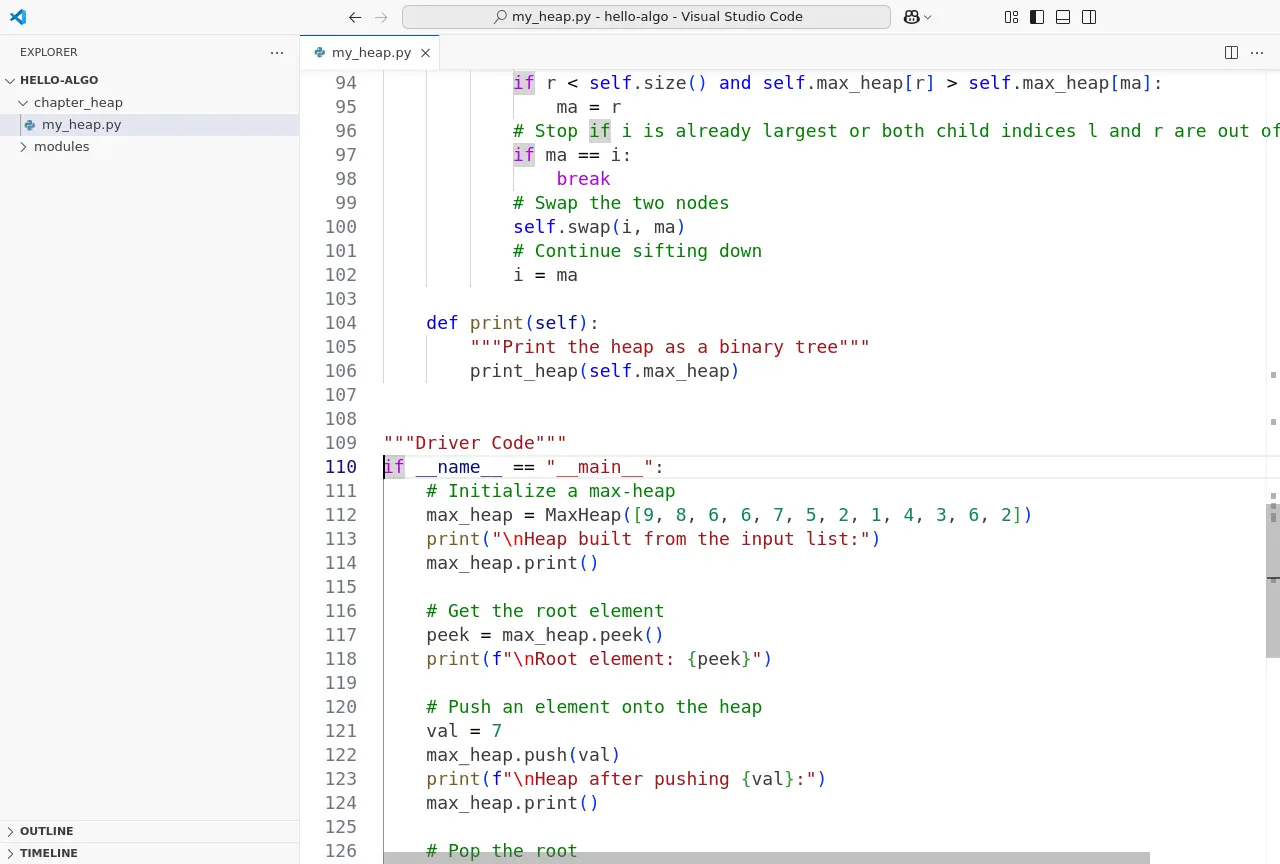 my_heap.py - hello-algo - Visual Studio Code
EXPLORER
HELLO-ALGO
chapter_heap
my_heap.py
modules
OUTLINE
TIMELINE
my_heap.py
94 if r < self.size() and self.max_heap[r] > self.max_heap[ma]:
95 ma = r
96 # Stop if i is already largest or both child indices l and r are out of
97 if ma == i:
98 break
99 # Swap the two nodes
100 self.swap(i, ma)
101 # Continue sifting down
102 i = ma
103
104 def print(self):
105 """Print the heap as a binary tree"""
106 print_heap(self.max_heap)
107
108
109 """Driver Code"""
110 if __name__ == "__main__":
111 # Initialize a max-heap
112 max_heap = MaxHeap([9, 8, 6, 6, 7, 5, 2, 1, 4, 3, 6, 2])
113 print("\nHeap built from the input list:")
114 max_heap.print()
115
116 # Get the root element
117 peek = max_heap.peek()
118 print(f"\nRoot element: {peek}")
119
120 # Push an element onto the heap
121 val = 7
122 max_heap.push(val)
123 print(f"\nHeap after pushing {val}:")
124 max_heap.print()
125
126 # Pop the root